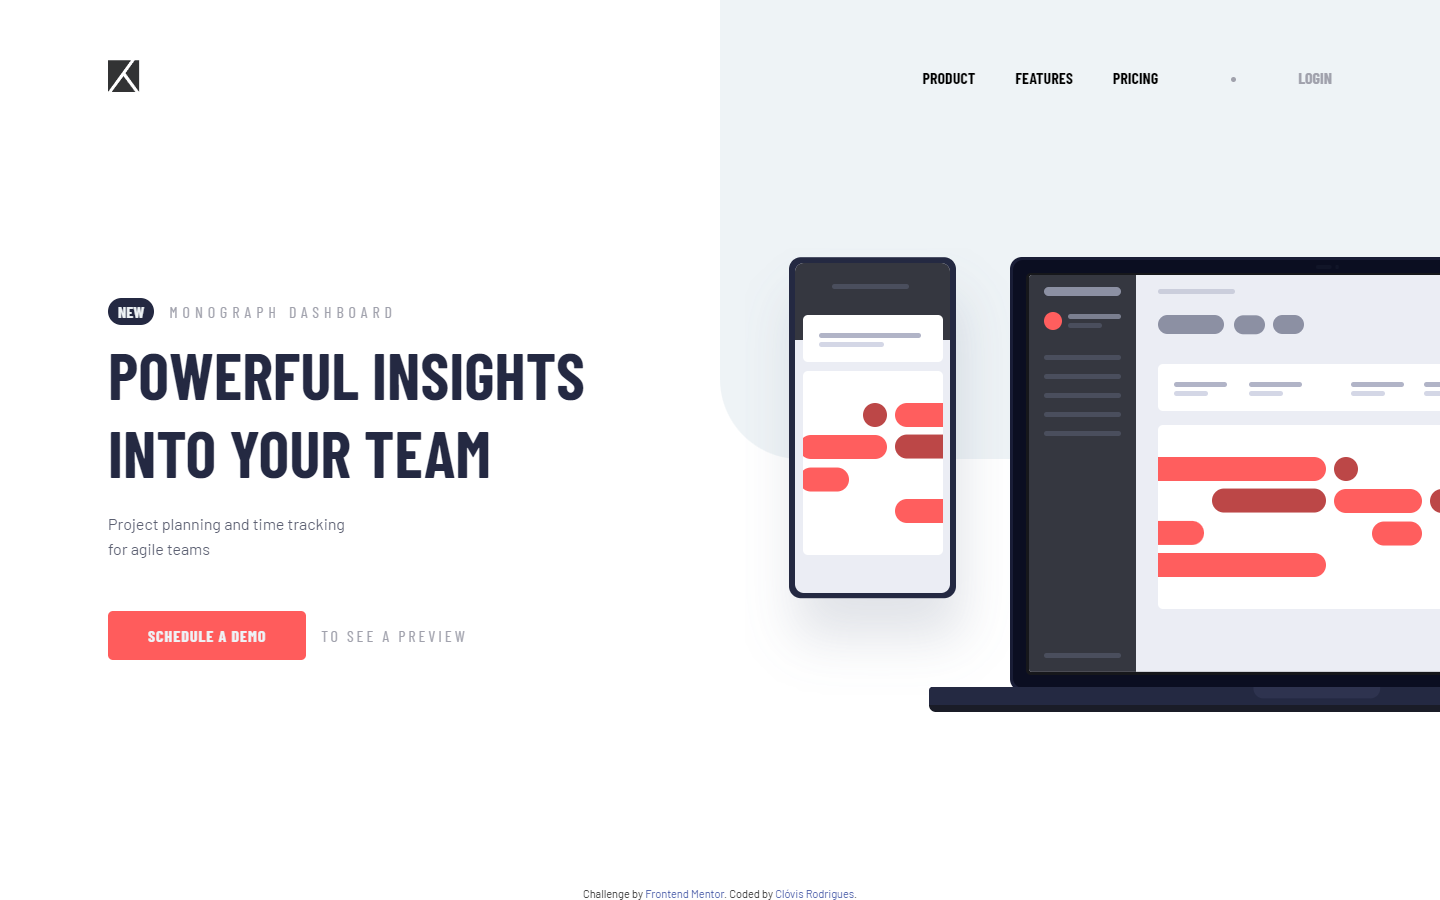 PRODUCT FEATURES PRICING • LOGIN
NEW MONOGRAPH DASHBOARD
POWERFUL INSIGHTS
INTO YOUR TEAM
Project planning and time tracking
for agile teams
SCHEDULE A DEMO TO SEE A PREVIEW
Challenge by Frontend Mentor. Coded by Clóvis Rodrigues.